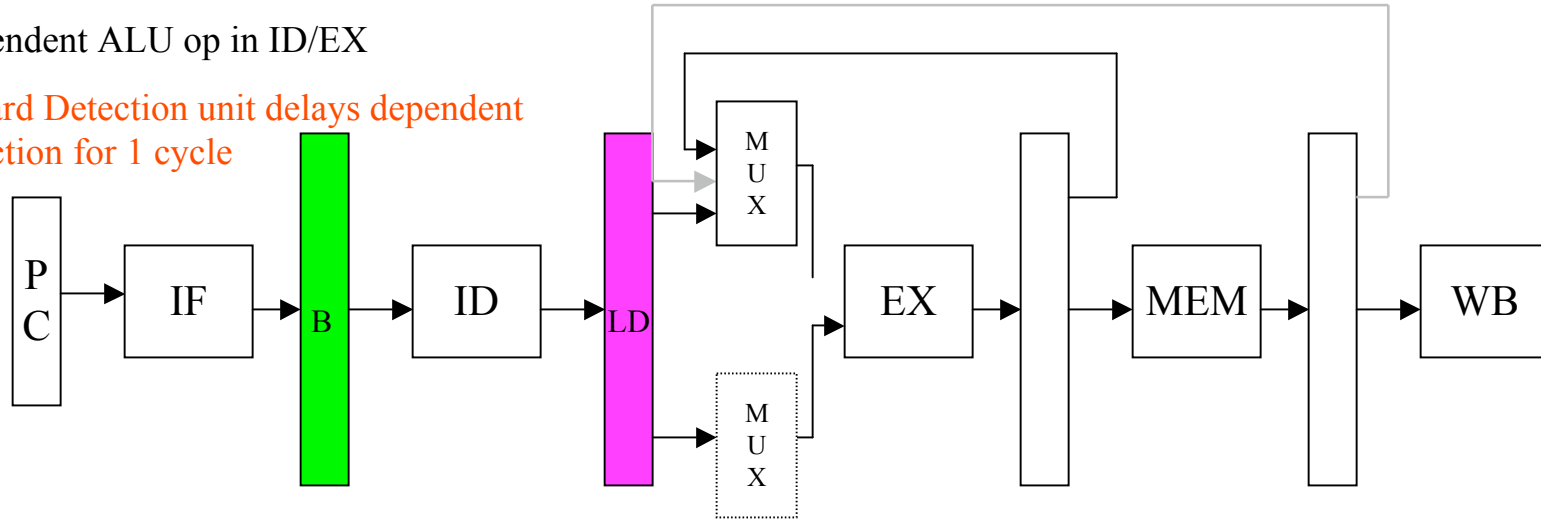 endent ALU op in ID/EX
ard Detection unit delays dependent
ction for 1 cycle
M
U
X
P
C
IF
B
ID
LD
EX
MEM
WB
M
U
X